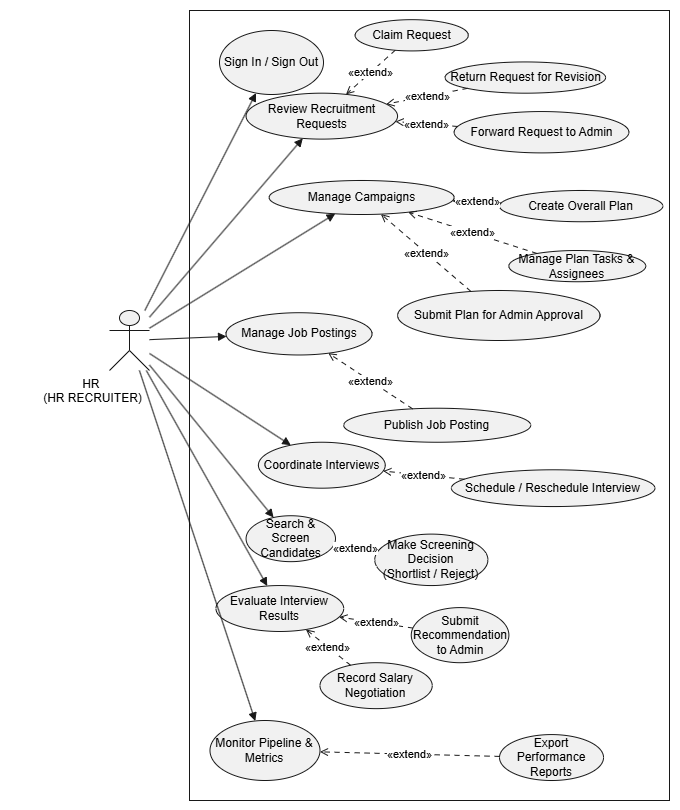 Claim Request
Sign In / Sign Out
«extend»
Return Request for Revision
«extend»
Review Recruitment
Requests
«extend»
Forward Request to Admin
Manage Campaigns
«extend»
Create Overall Plan
«extend»
Manage Plan Tasks &
Assignees
«extend»
Submit Plan for Admin Approval
Manage Job Postings
HR
(HR RECRUITER)
«extend»
Publish Job Posting
Coordinate Interviews
«extend»
Schedule / Reschedule Interview
Search &
Screen
Candidates
«extend»
Make Screening
Decision
(Shortlist / Reject)
Evaluate Interview
Results
«extend»
Submit
Recommendation
to Admin
«extend»
Record Salary
Negotiation
Monitor Pipeline &
Metrics
«extend»
Export
Performance
Reports